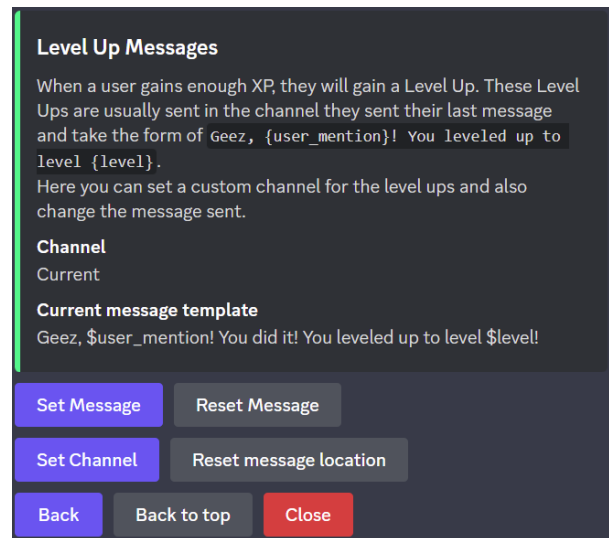 Level Up Messages
When a user gains enough XP, they will gain a Level Up. These Level
Ups are usually sent in the channel they sent their last message
and take the form of Geez, {user_mention}! You leveled up to
level {level}.
Here you can set a custom channel for the level ups and also
change the message sent.
Channel
Current
Current message template
Geez, $user_mention! You did it! You leveled up to level $level!
Set Message Reset Message
Set Channel Reset message location
Back Back to top Close